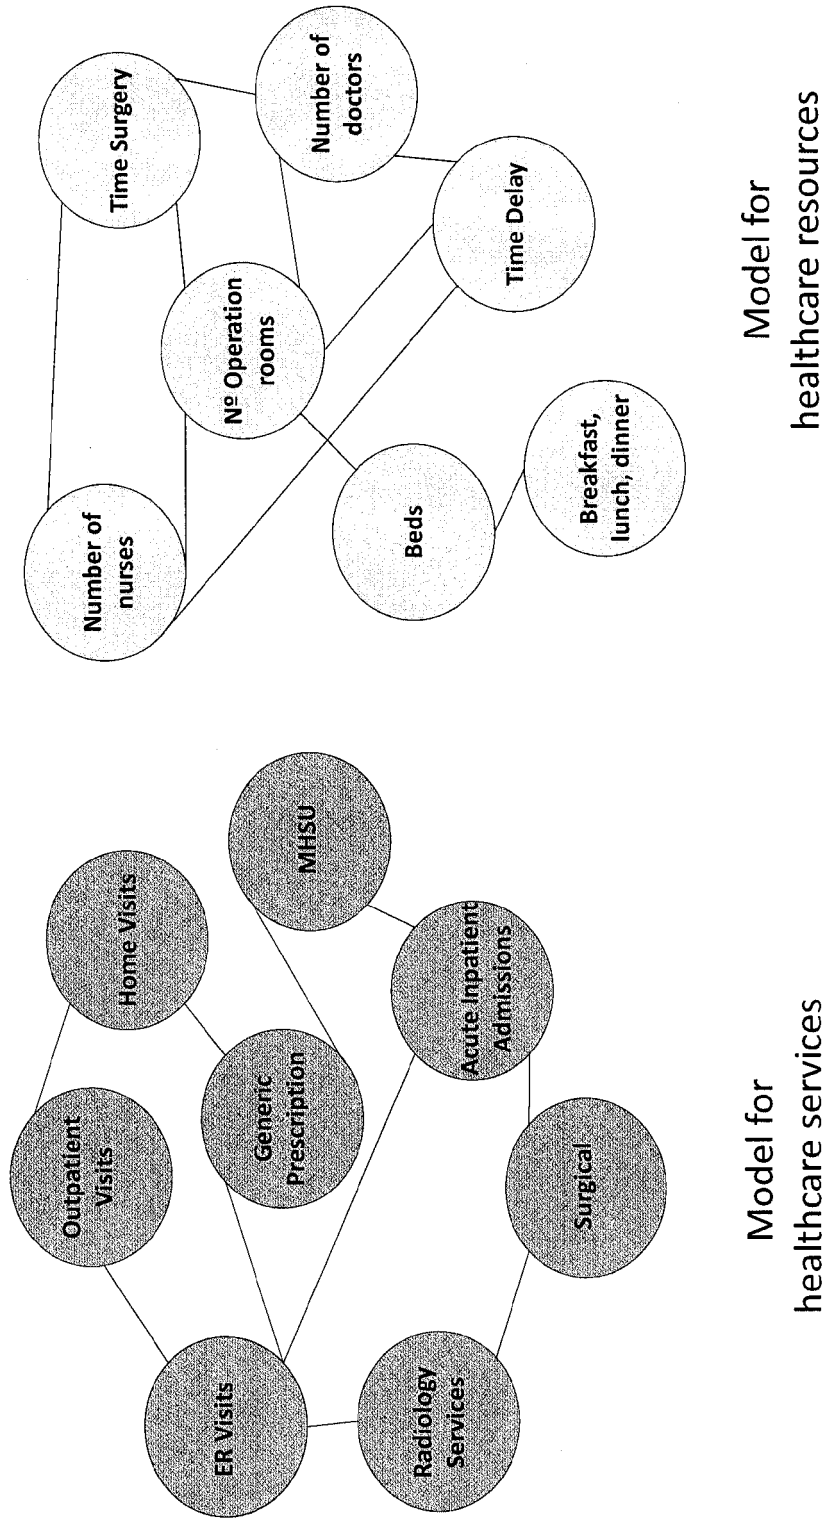 Outpatient
Visits
Home Visits
ER Visits
Generic
Prescription
MHSU
Radiology
Services
Acute Inpatient
Admissions
Surgical
Model for
healthcare services
Number of
nurses
Time Surgery
Nº Operation
rooms
Number of
doctors
Beds
Time Delay
Breakfast,
lunch, dinner
Model for
healthcare resources